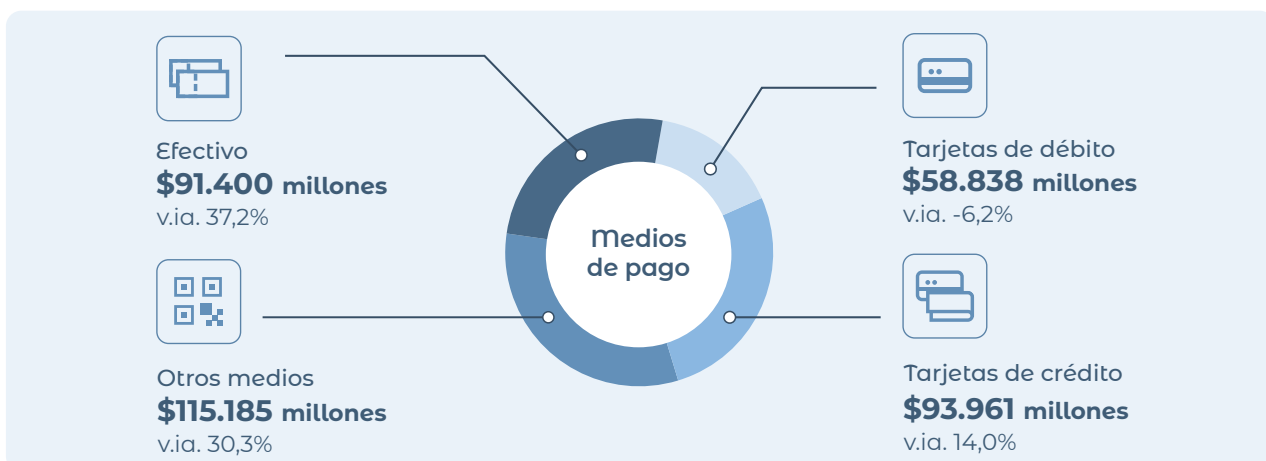 Efectivo
$91.400 millones
v.ia. 37,2%
Tarjetas de débito
$58.838 millones
v.ia. -6,2%
Medios
de pago
Otros medios
$115.185 millones
v.ia. 30,3%
Tarjetas de crédito
$93.961 millones
v.ia. 14,0%